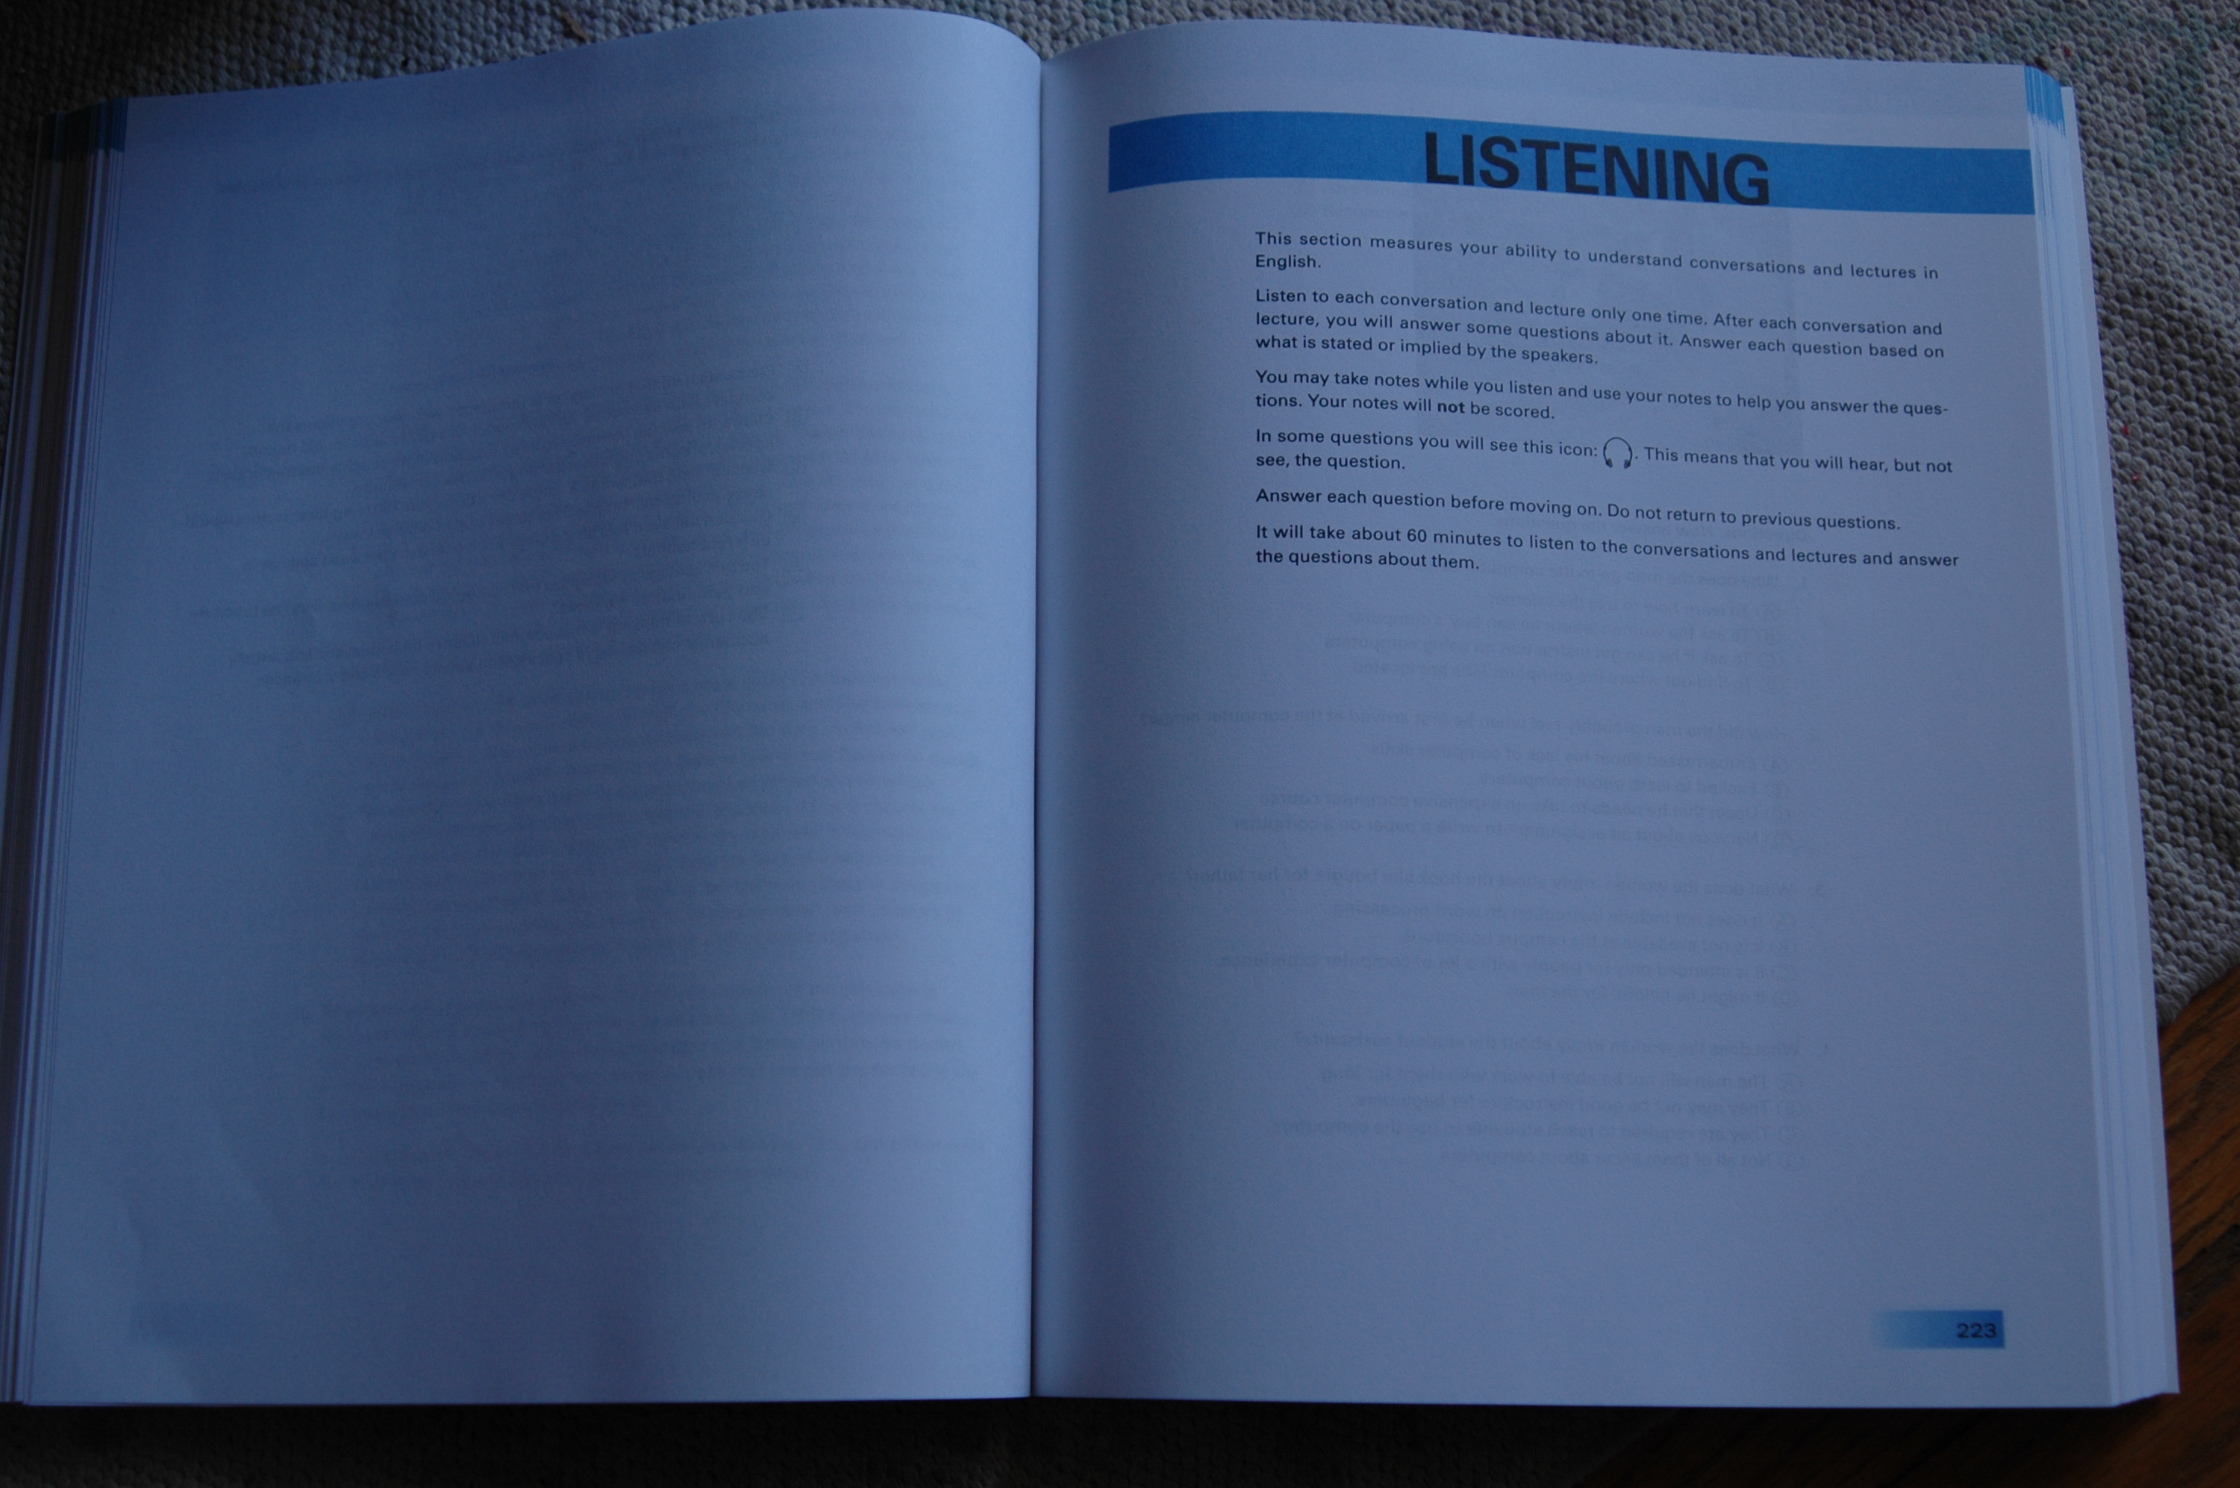 LISTENING
This section measures your ability to understand conversations and lectures in
English.
Listen to each conversation and lecture only one time. After each conversation and
lecture, you will answer some questions about it. Answer each question based on
what is stated or implied by the speakers.
You may take notes while you listen and use your notes to help you answer the ques-
tions. Your notes will not be scored.
In some questions you will see this icon: . This means that you will hear, but not
see, the question.
Answer each question before moving on. Do not return to previous questions.
It will take about 60 minutes to listen to the conversations and lectures and answer
the questions about them.
223